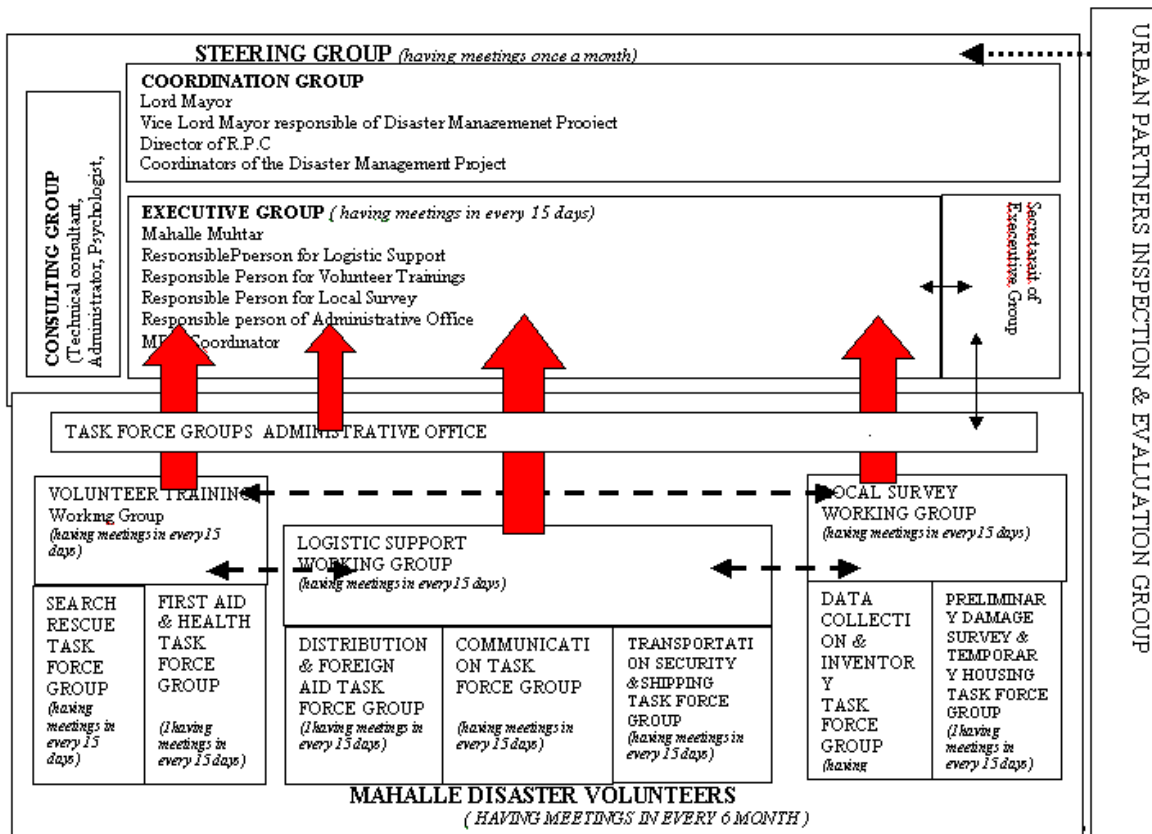 STEERING GROUP (having meetings once a month)
COORDINATION GROUP
Lord Mayor
Vice Lord Mayor responsible of Disaster Managemenet Prooiect
Director of R.P.C
Coordinators of the Disaster Management Project
CONSULTING GROUP
(Technical consultant,
Administrator, Psychologist,
EXECUTIVE GROUP ( having meetings in every 15 days)
Mahalle Muhtar
ResponsiblePperson for Logistic Support
Responsible Person for Volunteer Trainings
Responsible Person for Local Survey
Responsible person of Administrative Office
Coordinator
Secretarait of
Execeutive Group
URBAN PARTNERS INSPECTION & EVALUATION GROUP
TASK FORCE GROUPS ADMINISTRATIVE OFFICE
VOLUNTEER TRAINING
Working Group
(having meetings in every 15
days)
SEARCH
RESCUE
TASK
FORCE
GROUP
(having
meetings in
every 15
days)
FIRST AID
& HEALTH
TASK
FORCE
GROUP
(1having
meetings in
every 15 days)
LOGISTIC SUPPORT
WORKING GROUP
(having meetings in every 15 days)
DISTRIBUTION
& FOREIGN
AID TASK
FORCE GROUP
(1having meetings in
every 15 days)
COMMUNICATI
ON TASK
FORCE GROUP
(having meetings in
every 15 days)
TRANSPORTATI
ON SECURITY
& SHIPPING
TASK FORCE
GROUP
(having meetings in
every 15 days)
LOCAL SURVEY
WORKING GROUP
(having meetings in every 15 days)
DATA
COLLECTI
ON &
INVENTOR
Y
TASK
FORCE
GROUP
(having
PRELIMINAR
Y DAMAGE
SURVEY &
TEMPORAR
Y HOUSING
TASK FORCE
GROUP
(1having
meetings in
every 15 days)
MAHALLE DISASTER VOLUNTEERS
( HAVING MEETINGS IN EVERY 6 MONTH )